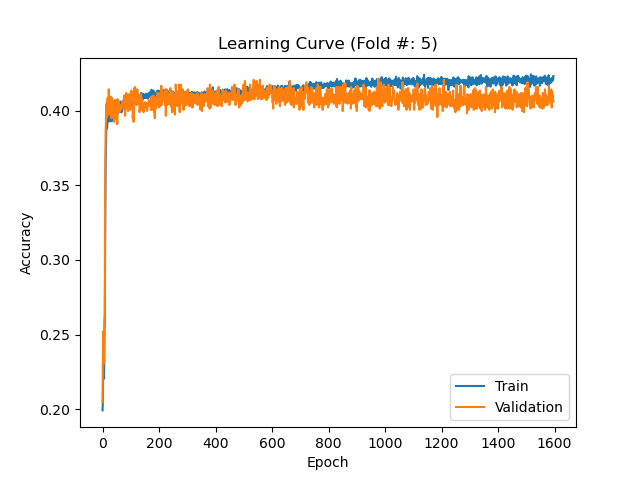 Learning Curve (Fold #: 5)
Accuracy
0.40
0.35
0.30
0.25
0.20
Train
Validation
0 200 400 600 800 1000 1200 1400 1600
Epoch